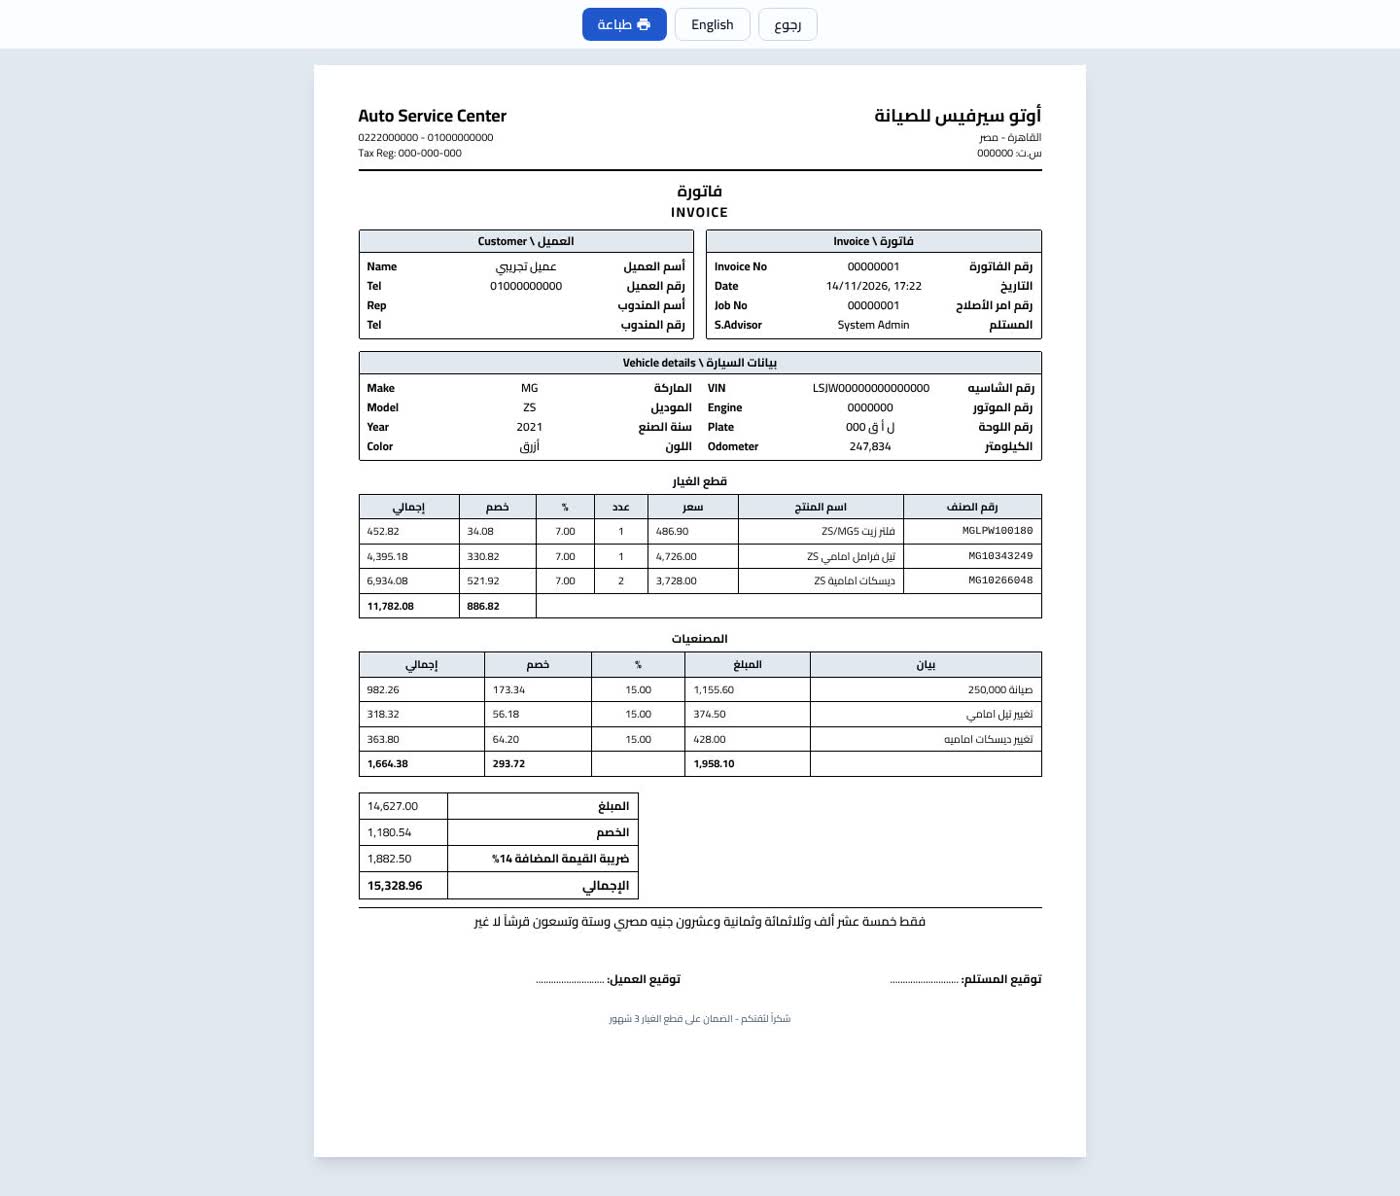 رجوع
English
طباعة
أوتو سيرفيس للصيانة
القاهرة - مصر
س.ت: 000000
Auto Service Center
0222000000 - 01000000000
Tax Reg: 000-000-000
فاتورة
INVOICE
فاتورة \ Invoice
رقم الفاتورة 00000001 Invoice No
التاريخ 14/11/2026, 17:22 Date
رقم امر الأصلاح 00000001 Job No
المستلم System Admin S.Advisor
العميل \ Customer
أسم العميل عميل تجريبي Name
رقم العميل 01000000000 Tel
أسم المندوب Rep
رقم المندوب Tel
بيانات السيارة \ Vehicle details
رقم الشاسيه LSJW00000000000000 VIN الماركة MG Make
رقم الموتور 0000000 Engine الموديل ZS Model
رقم اللوحة ل أ ق 000 Plate سنة الصنع 2021 Year
الكيلومتر 247,834 Odometer اللون أزرق Color
قطع الغيار
رقم الصنف اسم المنتج سعر عدد % خصم إجمالي
MGLPW100180 فلتر زيت ZS/MG5 486.90 1 7.00 34.08 452.82
MG10343249 تيل فرامل امامي ZS 4,726.00 1 7.00 330.82 4,395.18
MG10266048 ديسكات امامية ZS 3,728.00 2 7.00 521.92 6,934.08
886.82 11,782.08
المصنعيات
بيان المبلغ % خصم إجمالي
صيانة 250,000 1,155.60 15.00 173.34 982.26
تغيير تيل امامي 374.50 15.00 56.18 318.32
تغيير ديسكات اماميه 428.00 15.00 64.20 363.80
1,958.10 293.72 1,664.38
المبلغ 14,627.00
الخصم 1,180.54
ضريبة القيمة المضافة 14% 1,882.50
الإجمالي 15,328.96
فقط خمسة عشر ألف وثلاثمائة وثمانية وعشرون جنيه مصري وستة وتسعون قرشاً لا غير
توقيع المستلم: .......................... توقيع العميل: ..........................
شكراً لثقتكم - الضمان على قطع الغيار 3 شهور